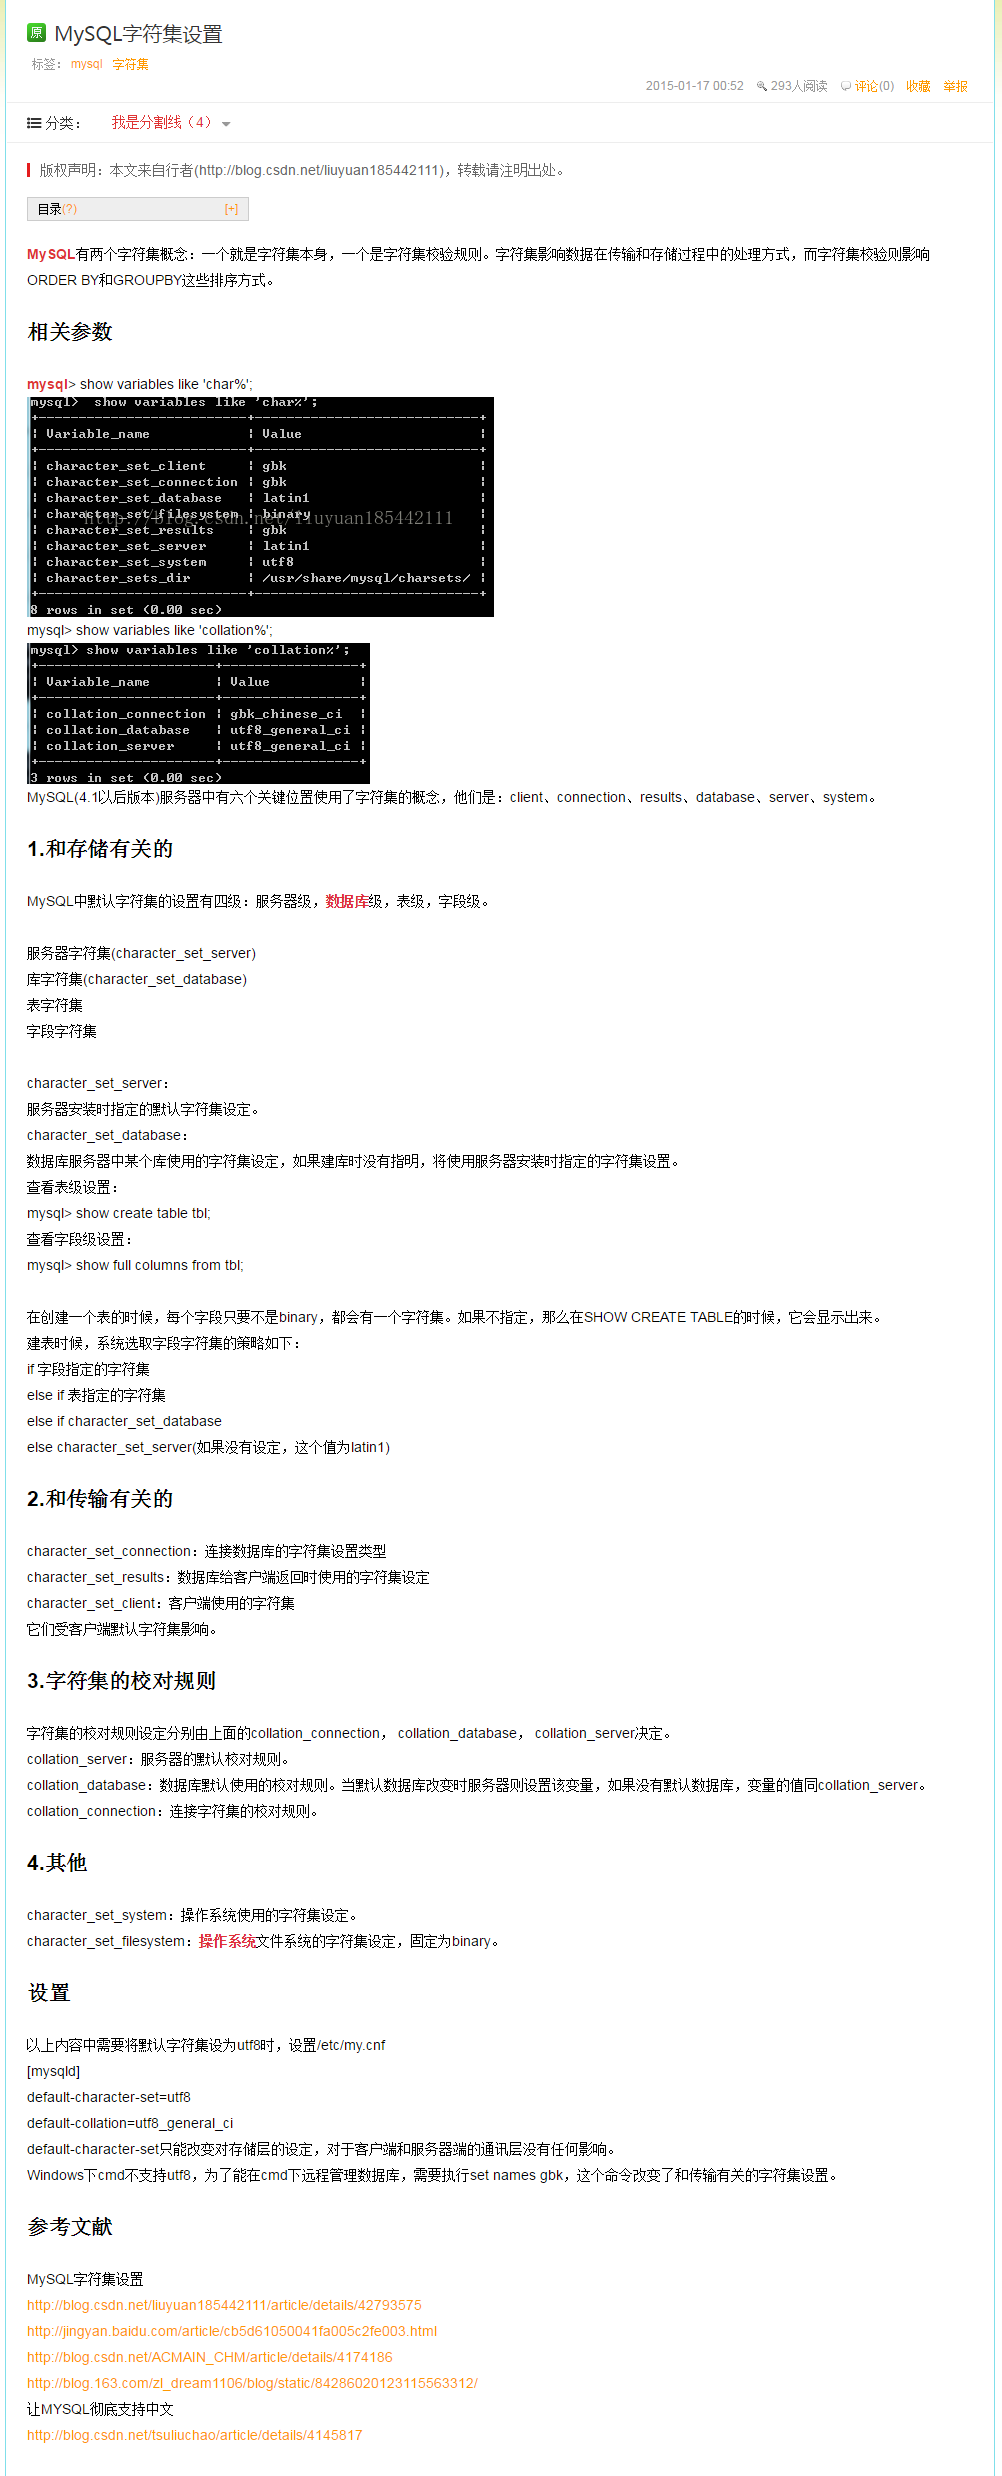 原 MySQL字符集设置
标签： mysql 字符集
2015-01-17 00:52 293人阅读 评论(0) 收藏 举报
分类： 我是分割线（4）
版权声明：本文来自行者(http://blog.csdn.net/liuyuan185442111)，转载请注明出处。
目录(?) [+]
MySQL有两个字符集概念：一个就是字符集本身，一个是字符集校验规则。字符集影响数据在传输和存储过程中的处理方式，而字符集校验则影响
ORDER BY和GROUPBY这些排序方式。
相关参数
mysql> show variables like 'char%';
mysql>  show variables like 'char%';
+---------------------------+----------------------------+
| Variable_name | Value |
+---------------------------+----------------------------+
| character_set_client | gbk |
| character_set_connection | gbk |
| character_set_database | latin1 |
| character_set_filesystem | binary |
http://blog.csdn.net/liuyuan185442111
| character_set_results | gbk |
| character_set_server | latin1 |
| character_set_system | utf8 |
| character_sets_dir | /usr/share/mysql/charsets/ |
+---------------------------+----------------------------+
8 rows in set (0.00 sec)
mysql> show variables like 'collation%';
mysql> show variables like 'collation%';
+----------------------+-----------------+
| Variable_name | Value |
+----------------------+-----------------+
| collation_connection | gbk_chinese_ci |
| collation_database | utf8_general_ci |
| collation_server | utf8_general_ci |
+----------------------+-----------------+
3 rows in set (0.00 sec)
MySQL(4.1以后版本)服务器中有六个关键位置使用了字符集的概念，他们是：client、connection、results、database、server、system。
1.和存储有关的
MySQL中默认字符集的设置有四级：服务器级，数据库级，表级，字段级。
服务器字符集(character_set_server)
库字符集(character_set_database)
表字符集
字段字符集
character_set_server：
服务器安装时指定的默认字符集设定。
character_set_database：
数据库服务器中某个库使用的字符集设定，如果建库时没有指明，将使用服务器安装时指定的字符集设置。
查看表级设置：
mysql> show create table tbl;
查看字段级设置：
mysql> show full columns from tbl;
在创建一个表的时候，每个字段只要不是binary，都会有一个字符集。如果不指定，那么在SHOW CREATE TABLE的时候，它会显示出来。
建表时候，系统选取字段字符集的策略如下：
if 字段指定的字符集
else if 表指定的字符集
else if character_set_database
else character_set_server(如果没有设定，这个值为latin1)
2.和传输有关的
character_set_connection：连接数据库的字符集设置类型
character_set_results：数据库给客户端返回时使用的字符集设定
character_set_client：客户端使用的字符集
它们受客户端默认字符集影响。
3.字符集的校对规则
字符集的校对规则设定分别由上面的collation_connection， collation_database， collation_server决定。
collation_server：服务器的默认校对规则。
collation_database：数据库默认使用的校对规则。当默认数据库改变时服务器则设置该变量，如果没有默认数据库，变量的值同collation_server。
collation_connection：连接字符集的校对规则。
4.其他
character_set_system：操作系统使用的字符集设定。
character_set_filesystem：操作系统文件系统的字符集设定，固定为binary。
设置
以上内容中需要将默认字符集设为utf8时，设置/etc/my.cnf
[mysqld]
default-character-set=utf8
default-collation=utf8_general_ci
default-character-set只能改变对存储层的设定，对于客户端和服务器端的通讯层没有任何影响。
Windows下cmd不支持utf8，为了能在cmd下远程管理数据库，需要执行set names gbk，这个命令改变了和传输有关的字符集设置。
参考文献
MySQL字符集设置
http://blog.csdn.net/liuyuan185442111/article/details/42793575
http://jingyan.baidu.com/article/cb5d61050041fa005c2fe003.html
http://blog.csdn.net/ACMAIN_CHM/article/details/4174186
http://blog.163.com/zl_dream1106/blog/static/84286020123115563312/
让MYSQL彻底支持中文
http://blog.csdn.net/tsuliuchao/article/details/4145817